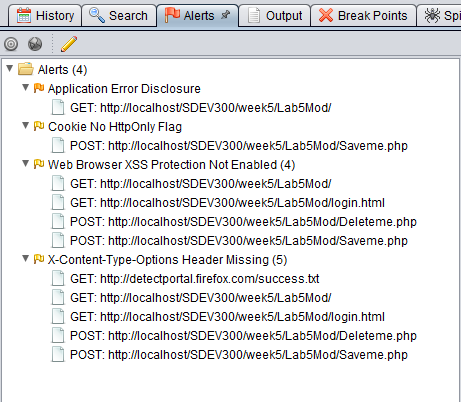 History Search Alerts Output Break Points Spi
Alerts (4)
Application Error Disclosure
GET: http://localhost/SDEV300/week5/Lab5Mod/
Cookie No HttpOnly Flag
POST: http://localhost/SDEV300/week5/Lab5Mod/Saveme.php
Web Browser XSS Protection Not Enabled (4)
GET: http://localhost/SDEV300/week5/Lab5Mod/
GET: http://localhost/SDEV300/week5/Lab5Mod/login.html
POST: http://localhost/SDEV300/week5/Lab5Mod/Deleteme.php
POST: http://localhost/SDEV300/week5/Lab5Mod/Saveme.php
X-Content-Type-Options Header Missing (5)
GET: http://detectportal.firefox.com/success.txt
GET: http://localhost/SDEV300/week5/Lab5Mod/
GET: http://localhost/SDEV300/week5/Lab5Mod/login.html
POST: http://localhost/SDEV300/week5/Lab5Mod/Deleteme.php
POST: http://localhost/SDEV300/week5/Lab5Mod/Saveme.php